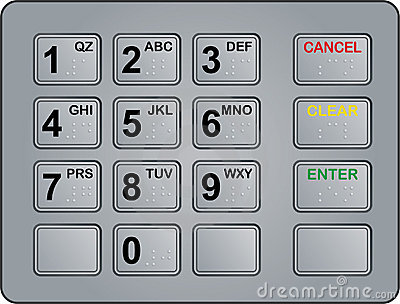 1 QZ 2 ABC 3 DEF CANCEL
4 GHI 5 JKL 6 MNO CLEAR
7 PRS 8 TUV 9 WXY ENTER
0
dreamstime.com